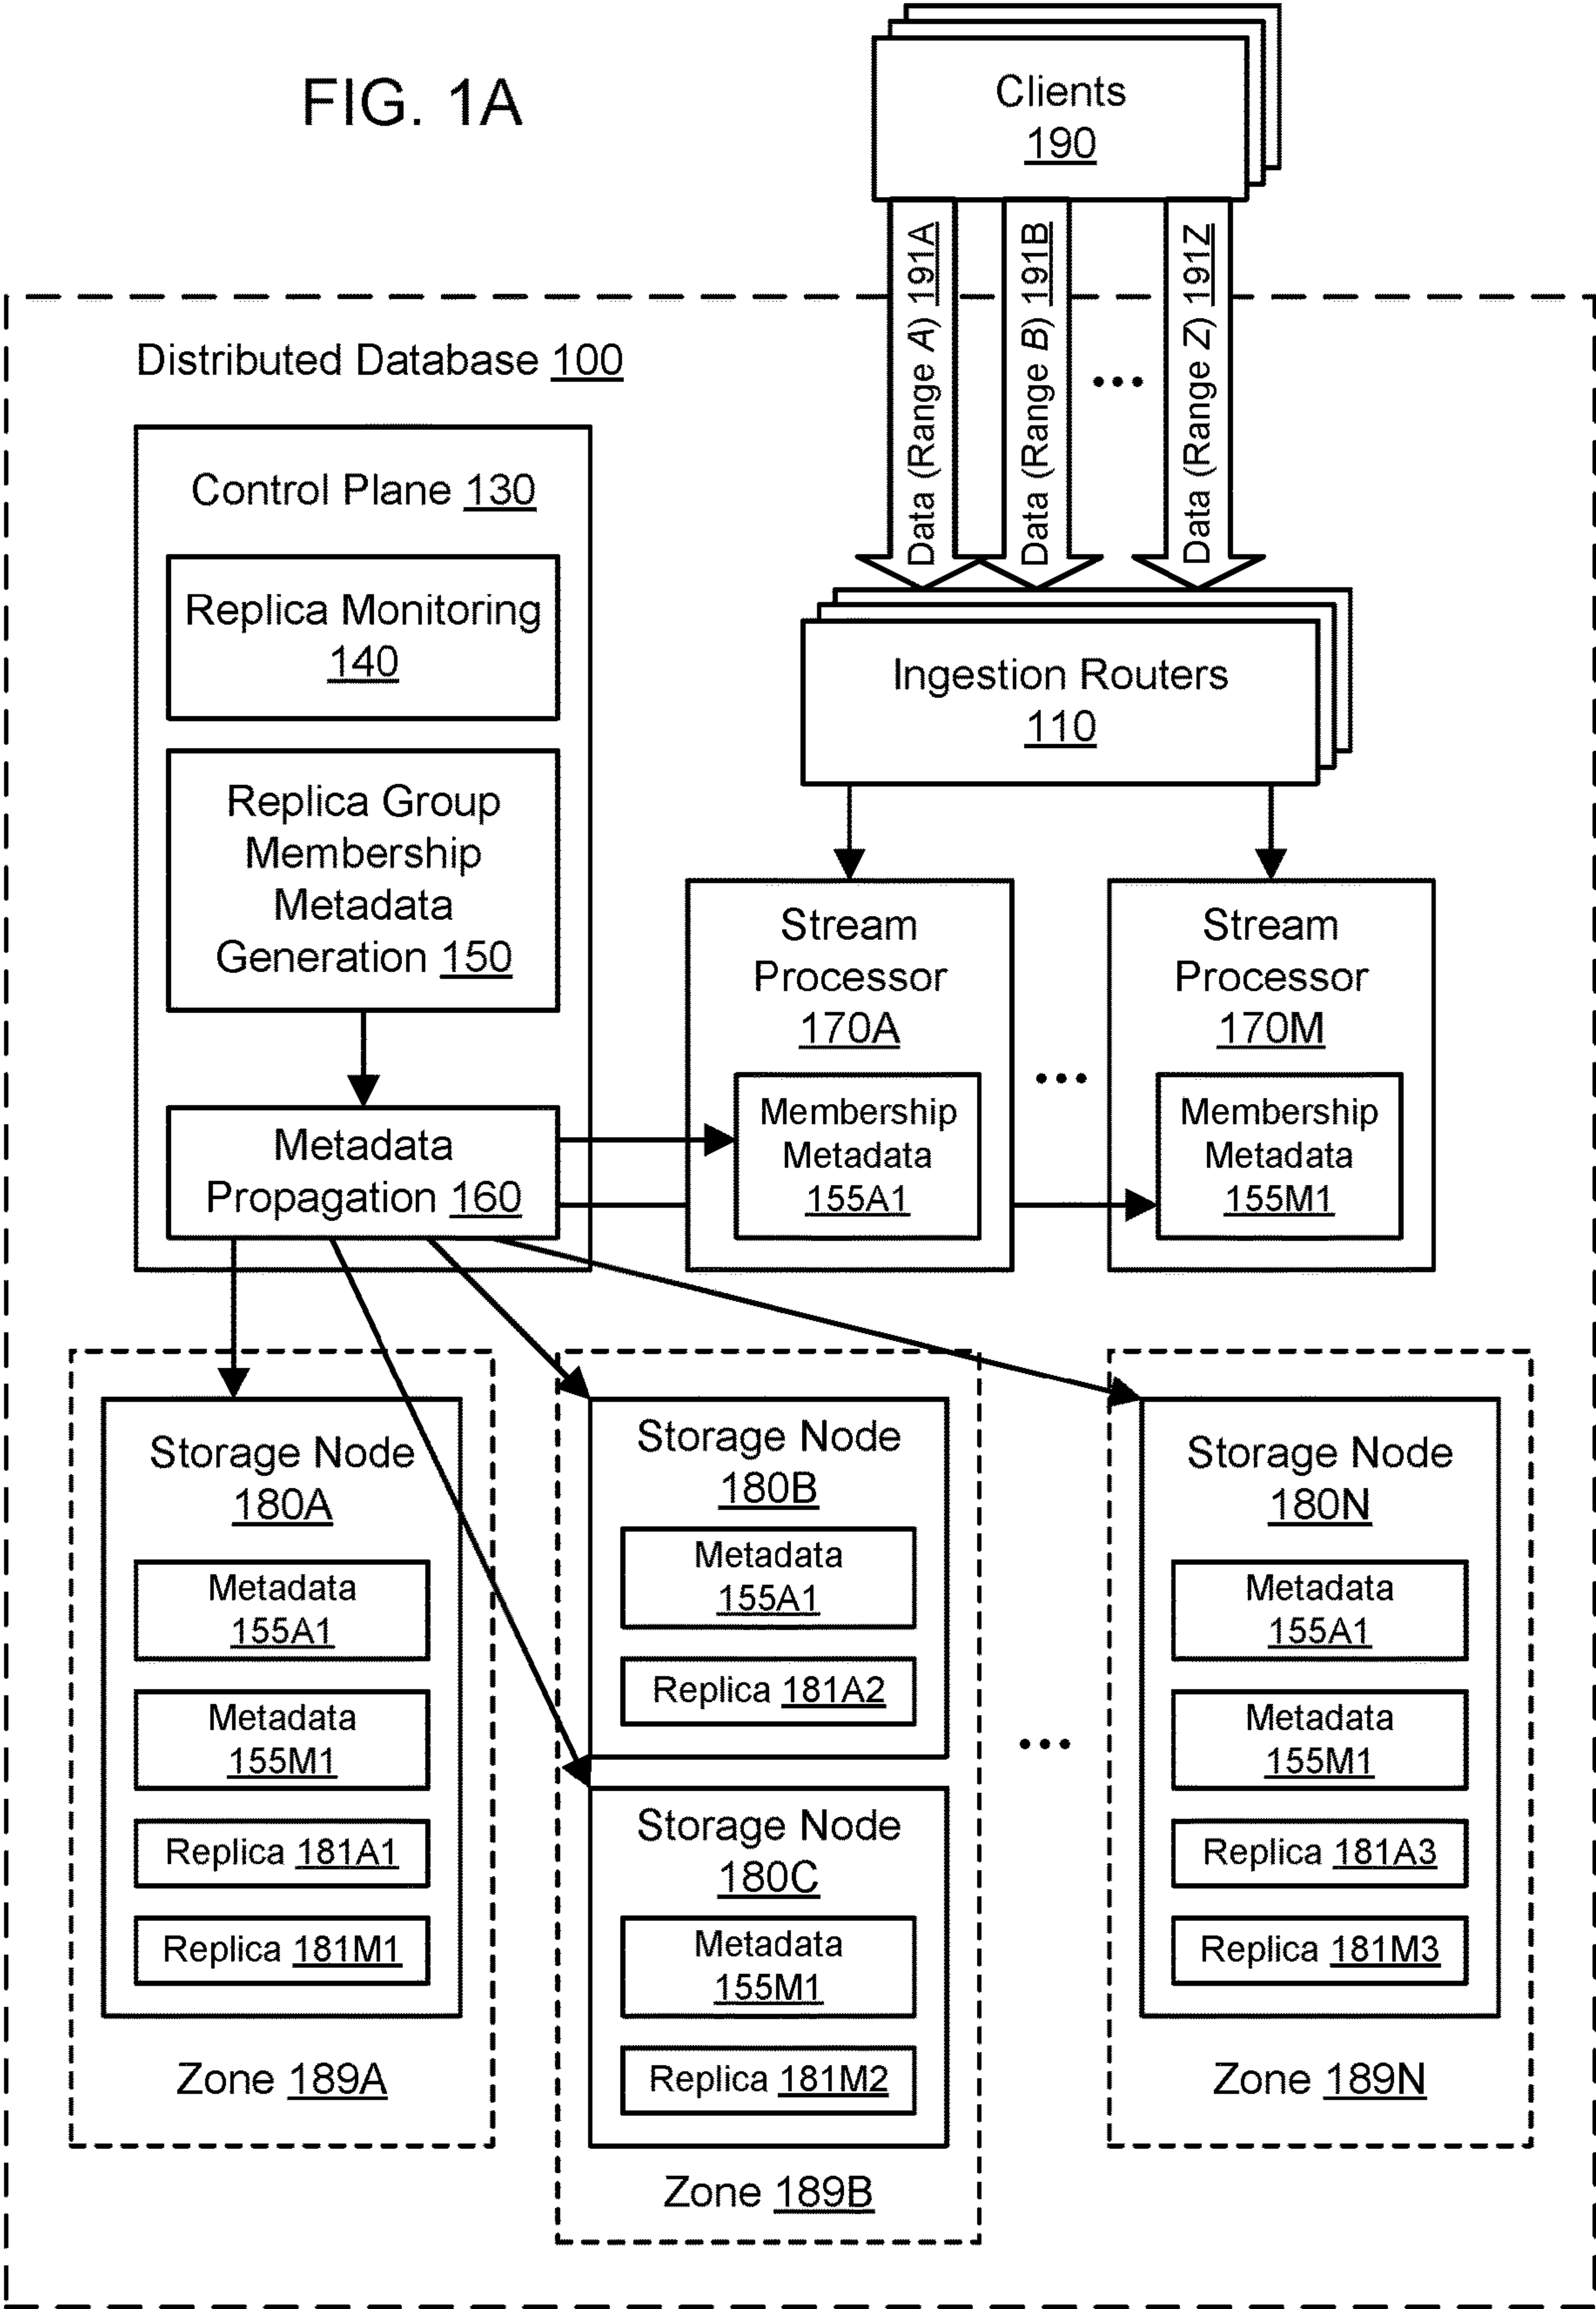 FIG. 1A
Clients
190
Data (Range A) 191A
Data (Range B) 191B
...
Data (Range Z) 191Z
Distributed Database 100
Control Plane 130
Replica Monitoring
140
Replica Group
Membership
Metadata
Generation 150
Metadata
Propagation 160
Ingestion Routers
110
Stream
Processor
170A
Membership
Metadata
155A1
...
Stream
Processor
170M
Membership
Metadata
155M1
Storage Node
180A
Metadata
155A1
Metadata
155M1
Replica 181A1
Replica 181M1
Zone 189A
Storage Node
180B
Metadata
155A1
Replica 181A2
Storage Node
180C
Metadata
155M1
Replica 181M2
Zone 189B
...
Storage Node
180N
Metadata
155A1
Metadata
155M1
Replica 181A3
Replica 181M3
Zone 189N